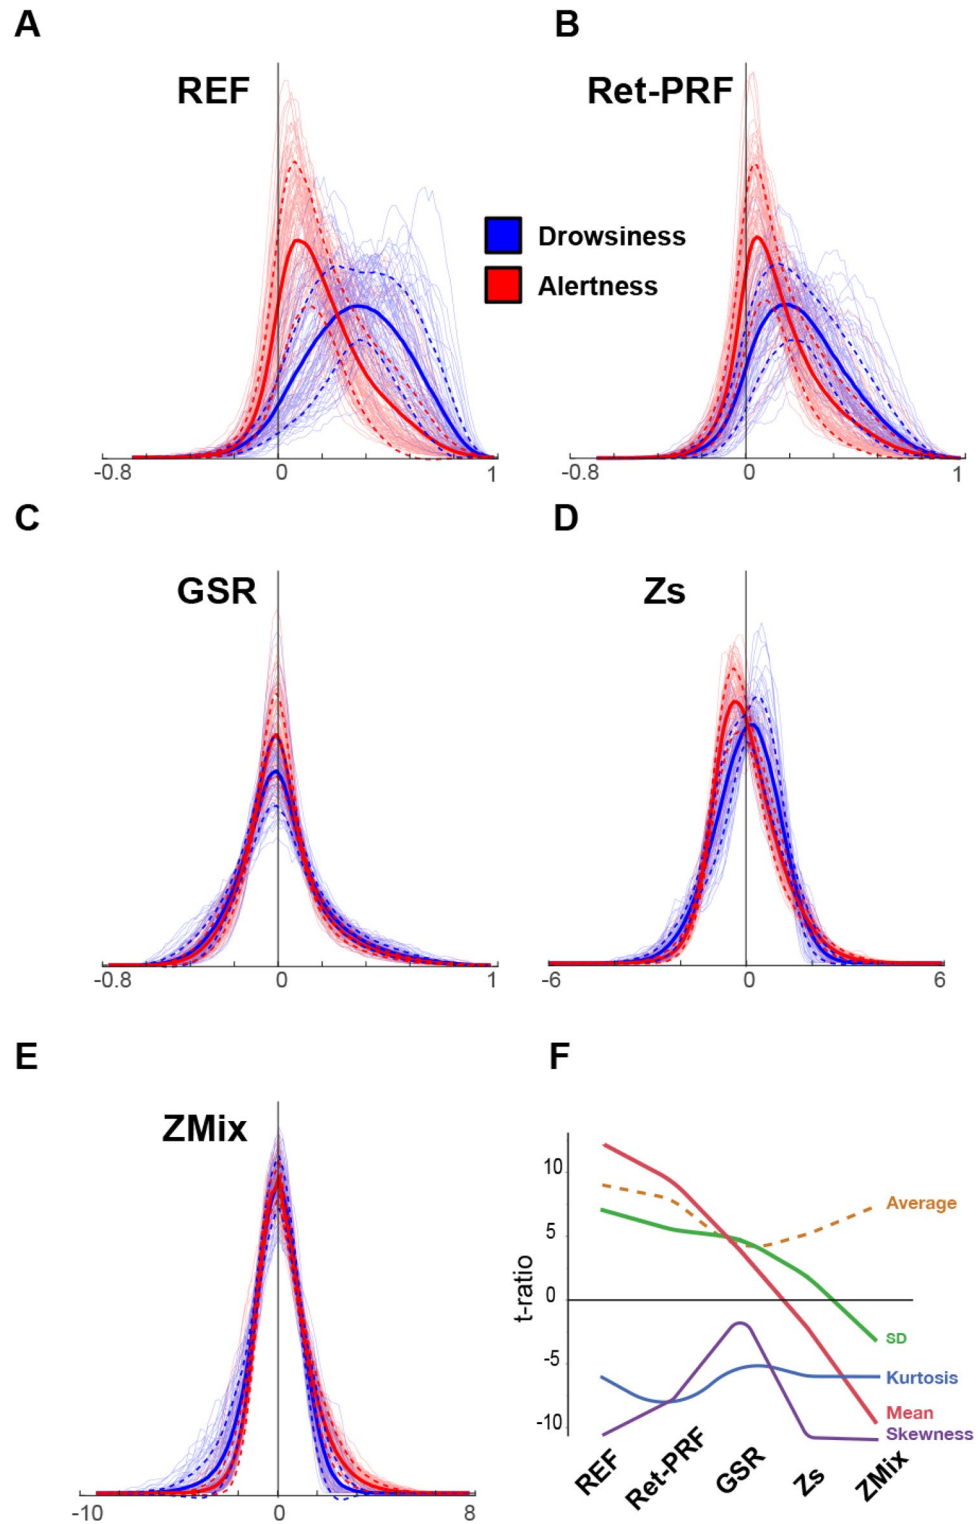 A
B
REF
Ret-PRF
Drowsiness
Alertness
-0.8 0 1
-0.8 0 1
C
D
GSR
Zs
-0.8 0 1
-6 0 6
E
F
ZMix
-10 0 8
t-ratio
10
5
0
-5
-10
Average
SD
Kurtosis
Mean
Skewness
REF Ret-PRF GSR Zs ZMix